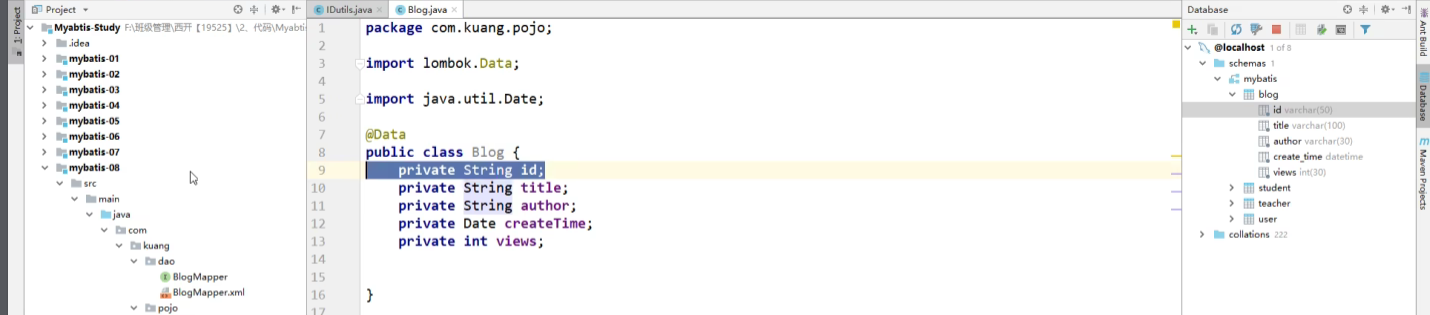 1: Project
Project
Myabtis-Study F:\班级管理\西开【19525】\2、代码\Myabtis
.idea
mybatis-01
mybatis-02
mybatis-03
mybatis-04
mybatis-05
mybatis-06
mybatis-07
mybatis-08
src
main
java
com
kuang
dao
BlogMapper
BlogMapper.xml
pojo
IDutils.java
Blog.java
1 package com.kuang.pojo;
2
3 import lombok.Data;
4
5 import java.util.Date;
6
7 @Data
8 public class Blog {
9 private String id;
10 private String title;
11 private String author;
12 private Date createTime;
13 private int views;
14
15
16 }
17
Database
@localhost 1 of 8
schemas 1
mybatis
blog
id varchar(50)
title varchar(100)
author varchar(30)
create_time datetime
views int(30)
student
teacher
user
collations 222
Ant Build
Database
Maven Projects